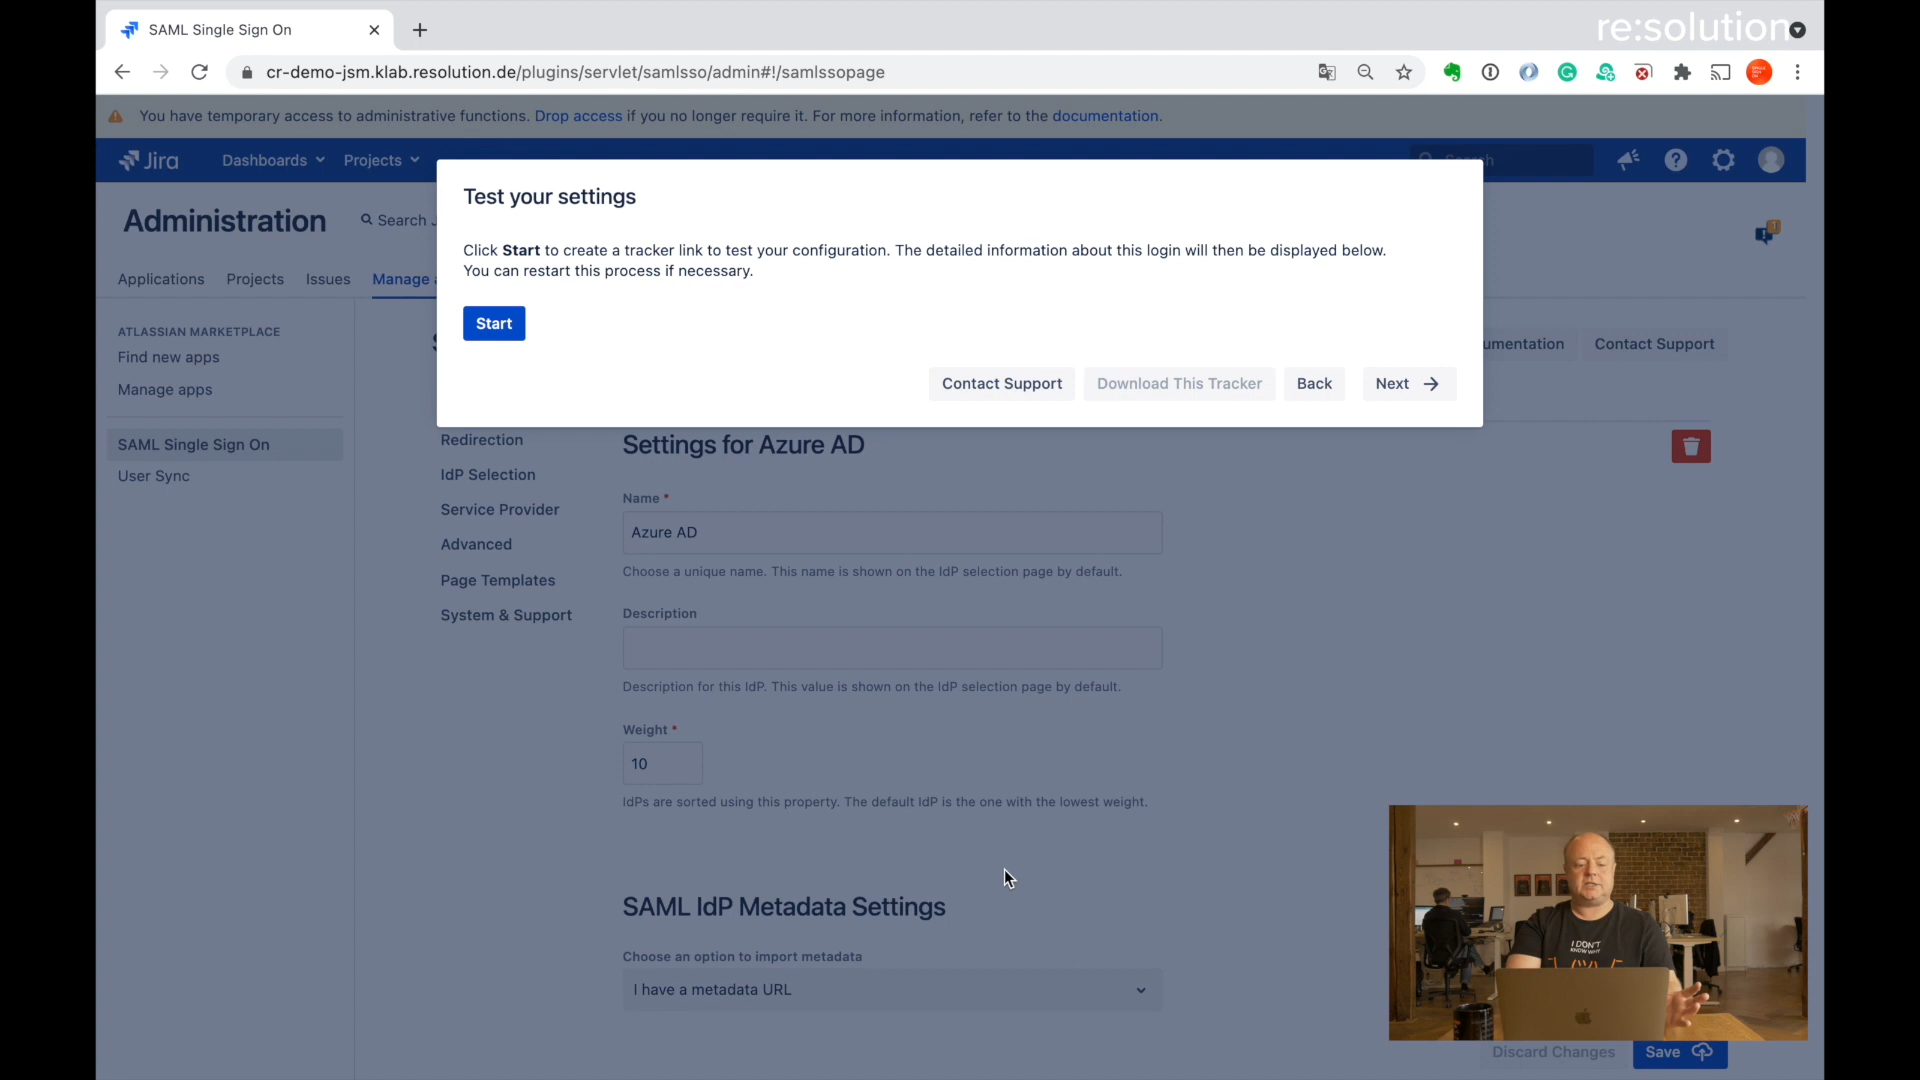 SAML Single Sign On
re:solution
cr-demo-jsm.klab.resolution.de/plugins/servlet/samlsso/admin#!/samlssopage
You have temporary access to administrative functions. Drop access if you no longer require it. For more information, refer to the documentation.
Jira
Dashboards
Projects
Search
Administration
Search
Applications
Projects
Issues
Manage
Test your settings
Click Start to create a tracker link to test your configuration. The detailed information about this login will then be displayed below.
You can restart this process if necessary.
Start
Contact Support
Download This Tracker
Back
Next
umentation
Contact Support
ATLASSIAN MARKETPLACE
Find new apps
Manage apps
SAML Single Sign On
User Sync
Redirection
IdP Selection
Service Provider
Advanced
Page Templates
System & Support
Settings for Azure AD
Name *
Azure AD
Choose a unique name. This name is shown on the IdP selection page by default.
Description
Description for this IdP. This value is shown on the IdP selection page by default.
Weight *
10
IdPs are sorted using this property. The default IdP is the one with the lowest weight.
SAML IdP Metadata Settings
Choose an option to import metadata
I have a metadata URL
I DON'T
KNOW WHY
Discard Changes
Save